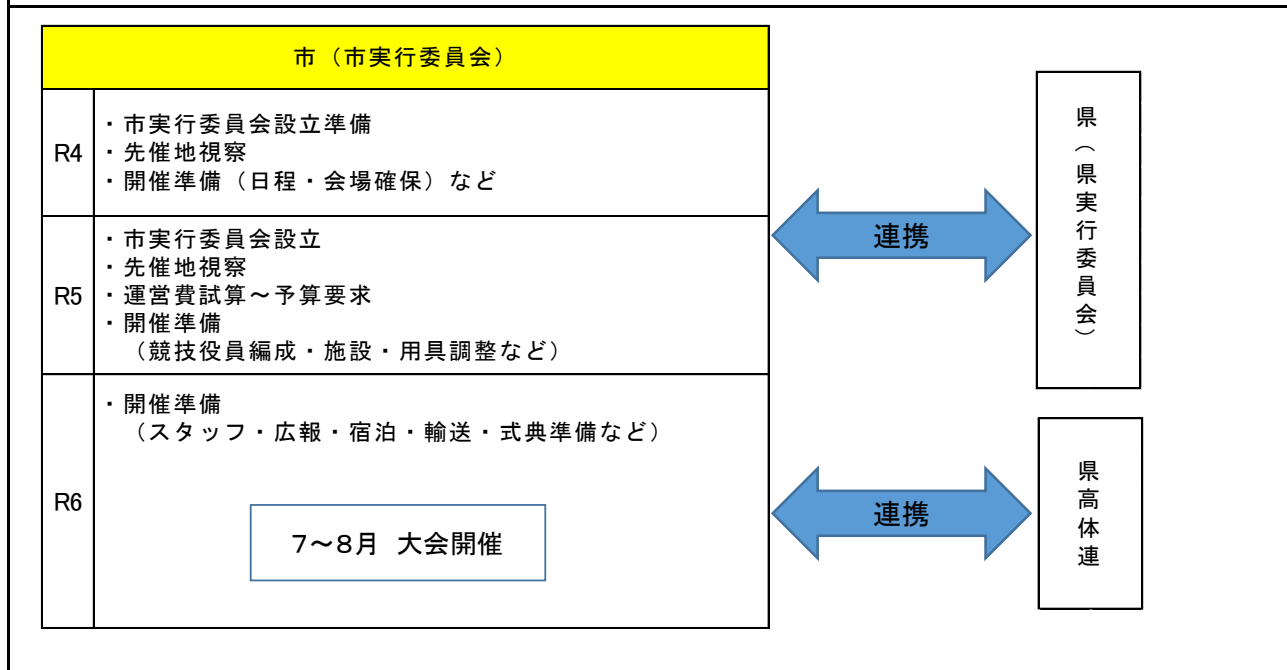 市（市実行委員会）
R4
・市実行委員会設立準備
・先催地視察
・開催準備（日程・会場確保）など
R5
・市実行委員会設立
・先催地視察
・運営費試算～予算要求
・開催準備
（競技役員編成・施設・用具調整など）
R6
・開催準備
（スタッフ・広報・宿泊・輸送・式典準備など）
7～8月 大会開催
連携
県（県実行委員会）
連携
県高体連